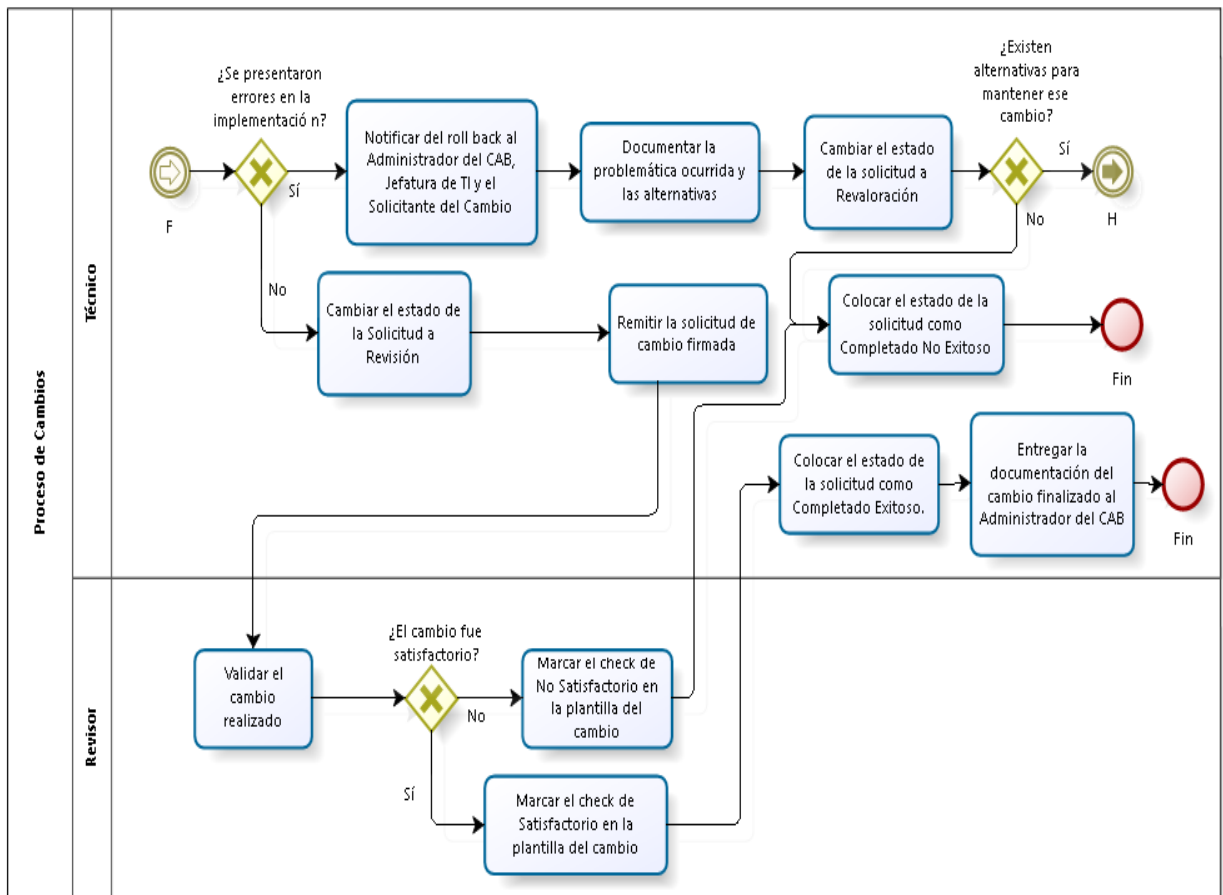 Proceso de Cambios
Técnico
¿Se presentaron
errores en la
implementació n?
F
Sí
No
Notificar del roll back al
Administrador del CAB,
Jefatura de TI y el
Solicitante del Cambio
Documentar la
problemática ocurrida y
las alternativas
Cambiar el estado
de la solicitud a
Revaloración
¿Existen
alternativas para
mantener ese
cambio?
Sí
No
H
Cambiar el estado de
la Solicitud a
Revisión
Remitir la solicitud de
cambio firmada
Colocar el estado de la
solicitud como
Completado No Exitoso
Fin
Colocar el estado de
la solicitud como
Completado Exitoso.
Entregar la
documentación del
cambio finalizado al
Administrador del CAB
Fin
Revisor
Validar el
cambio
realizado
¿El cambio fue
satisfactorio?
No
Sí
Marcar el check de
No Satisfactorio en
la plantilla del
cambio
Marcar el check de
Satisfactorio en la
plantilla del cambio